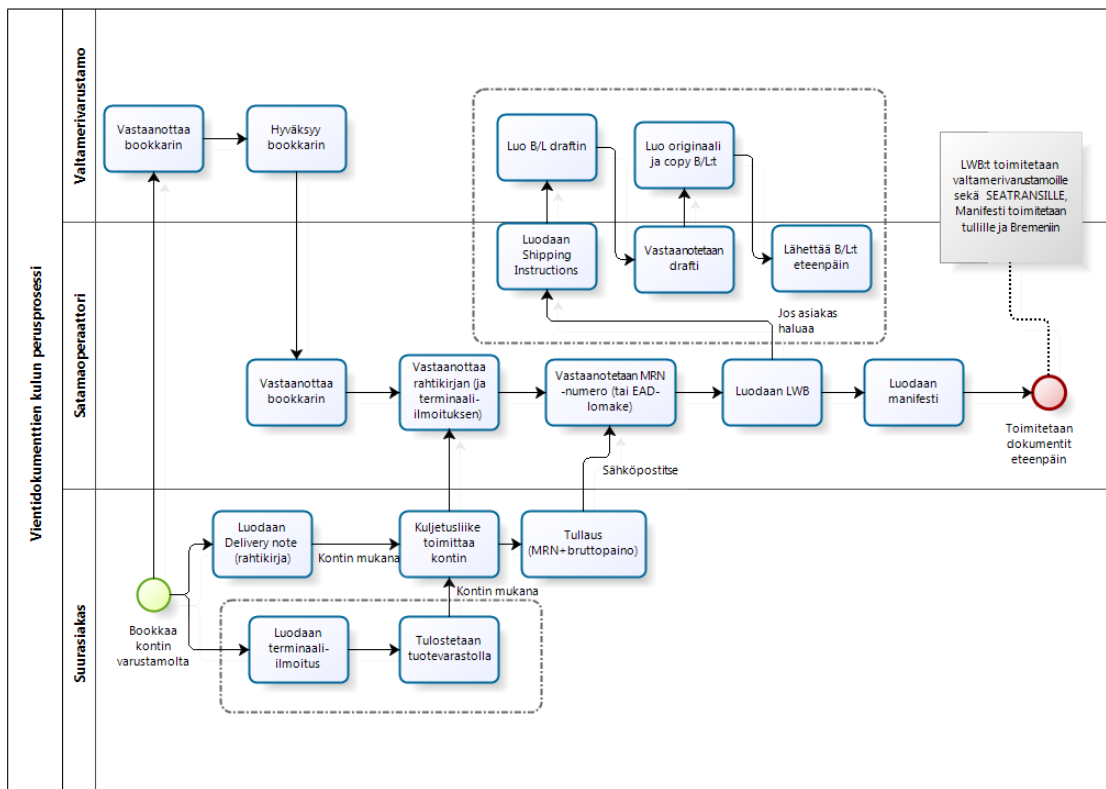 Vientidokumenttien kulun perusprosessi
Valtamerivarustamo
Vastaanottaa
bookkarin
Hyväksyy
bookkarin
Luo B/L draftin
Luo originaali
ja copy B/L:t
LWB:t toimitetaan
valtamerivarustamoille
sekä SEATRANSILLE,
Manifesti toimitetaan
tullille ja Bremeniin
Satamaoperaattori
Luodaan
Shipping
Instructions
Vastaanotetaan
drafti
Lähettää B/L:t
eteenpäin
Jos asiakas
haluaa
Vastaanottaa
bookkarin
Vastaanottaa
rahtikirjan (ja
terminaali-
ilmoituksen)
Vastaanotetaan MRN
-numero (tai EAD-
lomake)
Luodaan LWB
Luodaan
manifesti
Toimitetaan
dokumentit
eteenpäin
Sähköpostitse
Suurasiakas
Luodaan
Delivery note
(rahtikirja)
Kontin mukana
Kuljetusliike
toimittaa
kontin
Tullaus
(MRN+bruttopaino)
Kontin mukana
Bookkaa
kontin
varustamolta
Luodaan
terminaali-
ilmoitus
Tulostetaan
tuotevarastolla